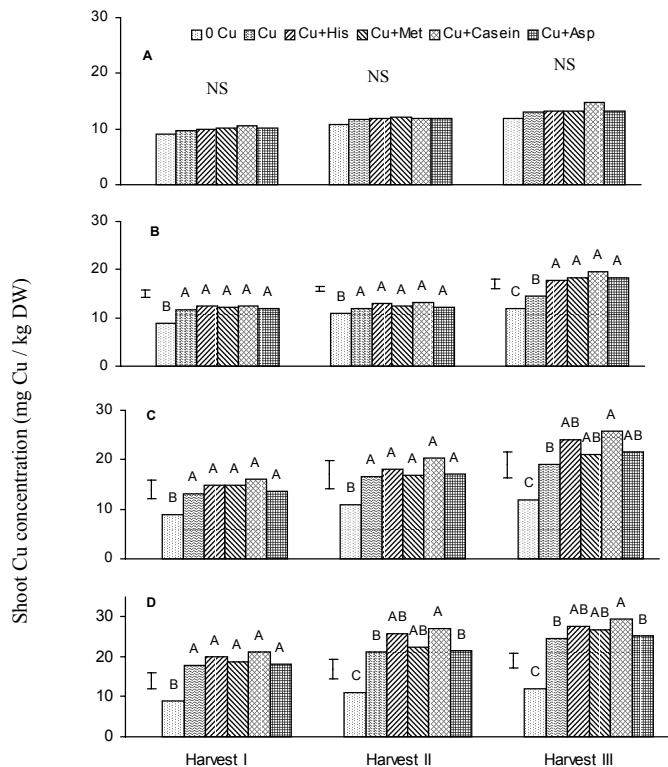 30
0 Cu Cu Cu+His Cu+Met Cu+Casein Cu+Asp
A
20
NS NS NS
10
0
30
B
20
B A A A A A
B A A A A A
C B A A A A
10
0
30
C
20
B A A A A A
B A A A A A
C B AB AB A AB
10
0
30
D
20
B A A A A A
C B AB AB A B
C B AB AB A B
10
0
Harvest I Harvest II Harvest III
Shoot Cu concentration (mg Cu / kg DW)